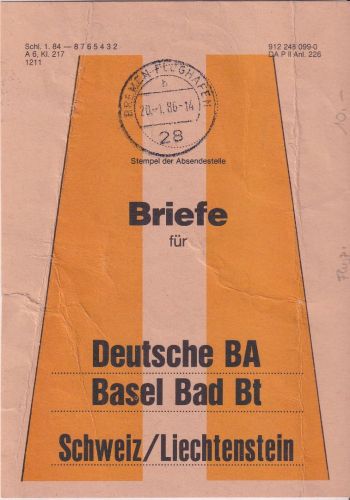 Schl. 1. 84 — 8 7 6 5 4 3 2
A 6, Kl. 217
1211
912 248 099-0
DA P II Anl. 226
BREMEN FLUGHAFEN
b
20.-1.86-14
28
Stempel der Absendestelle
10.—
Briefe
für
Deutsche BA
Basel Bad Bt
Schweiz/Liechtenstein